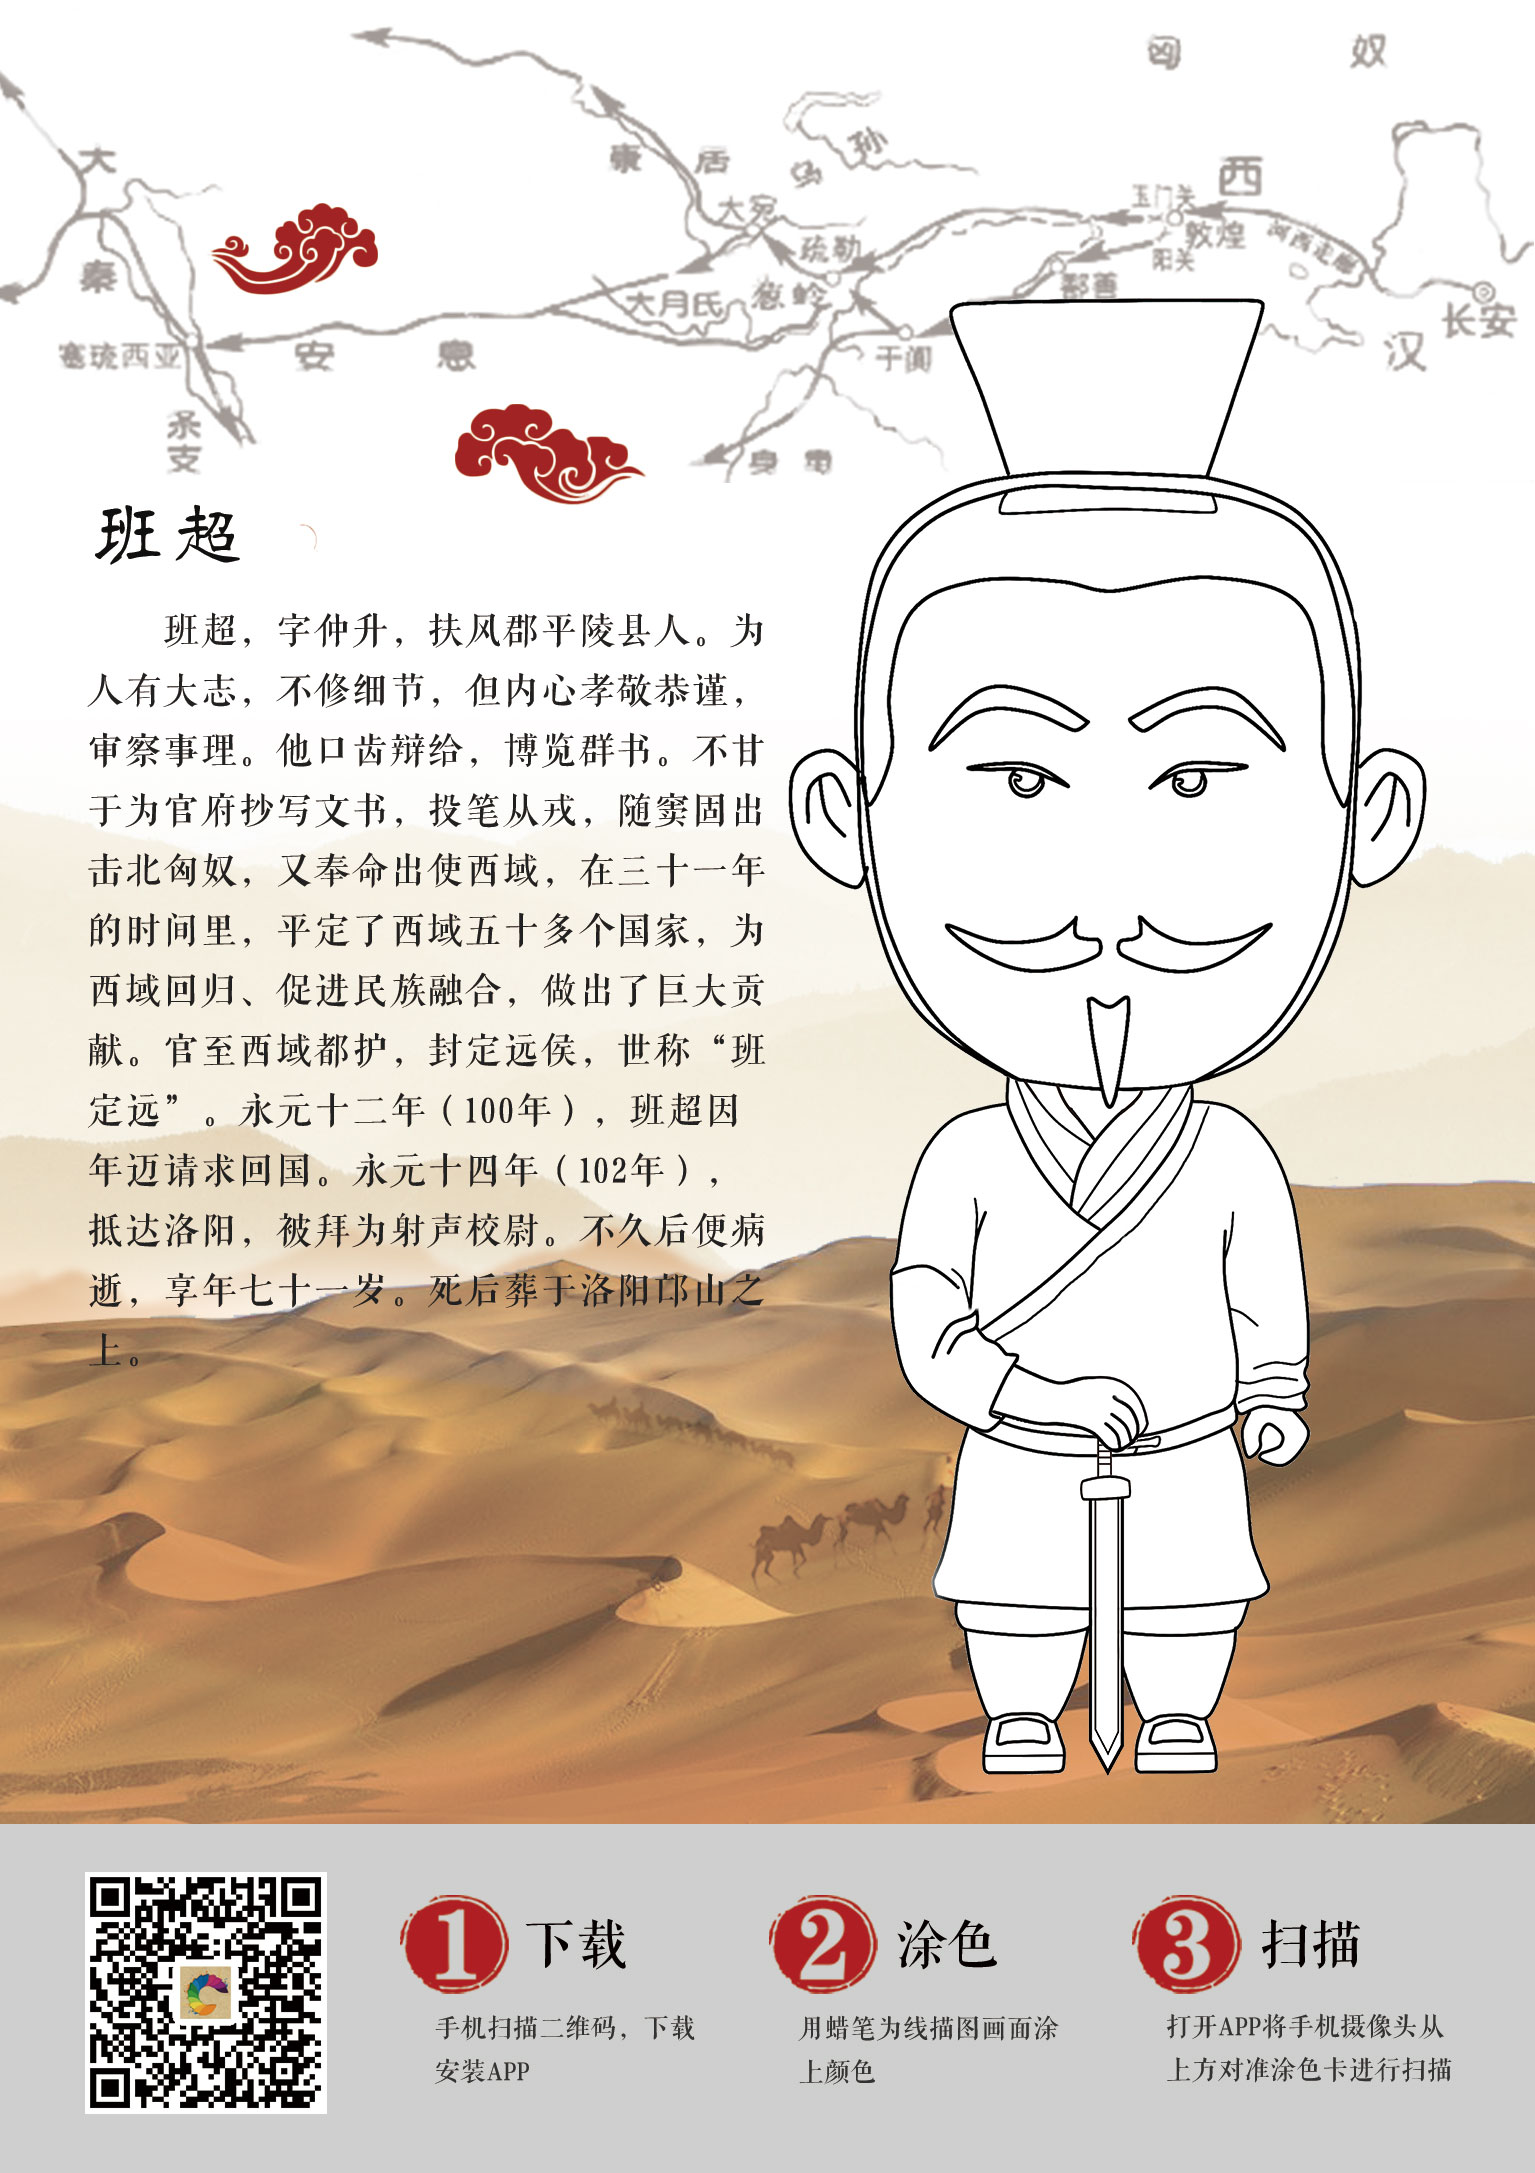 匈 奴
大
康 居
乌 孙
西
玉门关
大宛
敦煌
河西走廊
疏勒
阳关
秦
鄯善
大月氏
葱岭
长安
塞琉西亚
安 息
于阗
汉
条
支
身 毒
班超
班超，字仲升，扶风郡平陵县人。为
人有大志，不修细节，但内心孝敬恭谨，
审察事理。他口齿辩给，博览群书。不甘
于为官府抄写文书，投笔从戎，随窦固出
击北匈奴，又奉命出使西域，在三十一年
的时间里，平定了西域五十多个国家，为
西域回归、促进民族融合，做出了巨大贡
献。官至西域都护，封定远侯，世称“班
定远”。永元十二年（100年），班超因
年迈请求回国。永元十四年（102年），
抵达洛阳，被拜为射声校尉。不久后便病
逝，享年七十一岁。死后葬于洛阳邙山之
上。
1 下载
手机扫描二维码，下载
安装APP
2 涂色
用蜡笔为线描图画面涂
上颜色
3 扫描
打开APP将手机摄像头从
上方对准涂色卡进行扫描